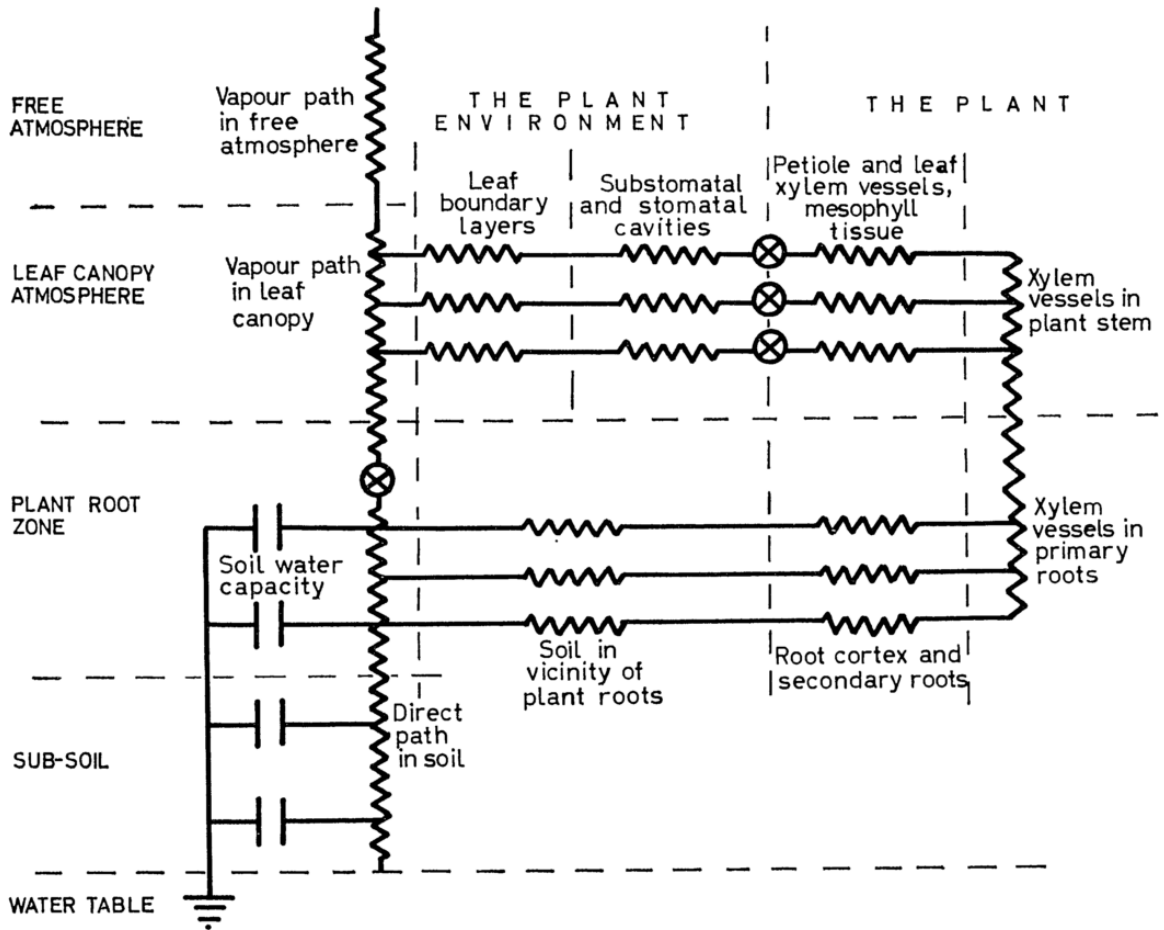 FREE
ATMOSPHERE
Vapour path
in free
atmosphere
THE PLANT
ENVIRONMENT
THE PLANT
Leaf
boundary
layers
Substomatal
and stomatal
cavities
Petiole and leaf
xylem vessels,
mesophyll
tissue
LEAF CANOPY
ATMOSPHERE
Vapour path
in leaf
canopy
Xylem
vessels in
plant stem
PLANT ROOT
ZONE
Soil water
capacity
Xylem
vessels in
primary
roots
Soil in
vicinity of
plant roots
Root cortex and
secondary roots
Direct
path
in soil
SUB-SOIL
WATER TABLE